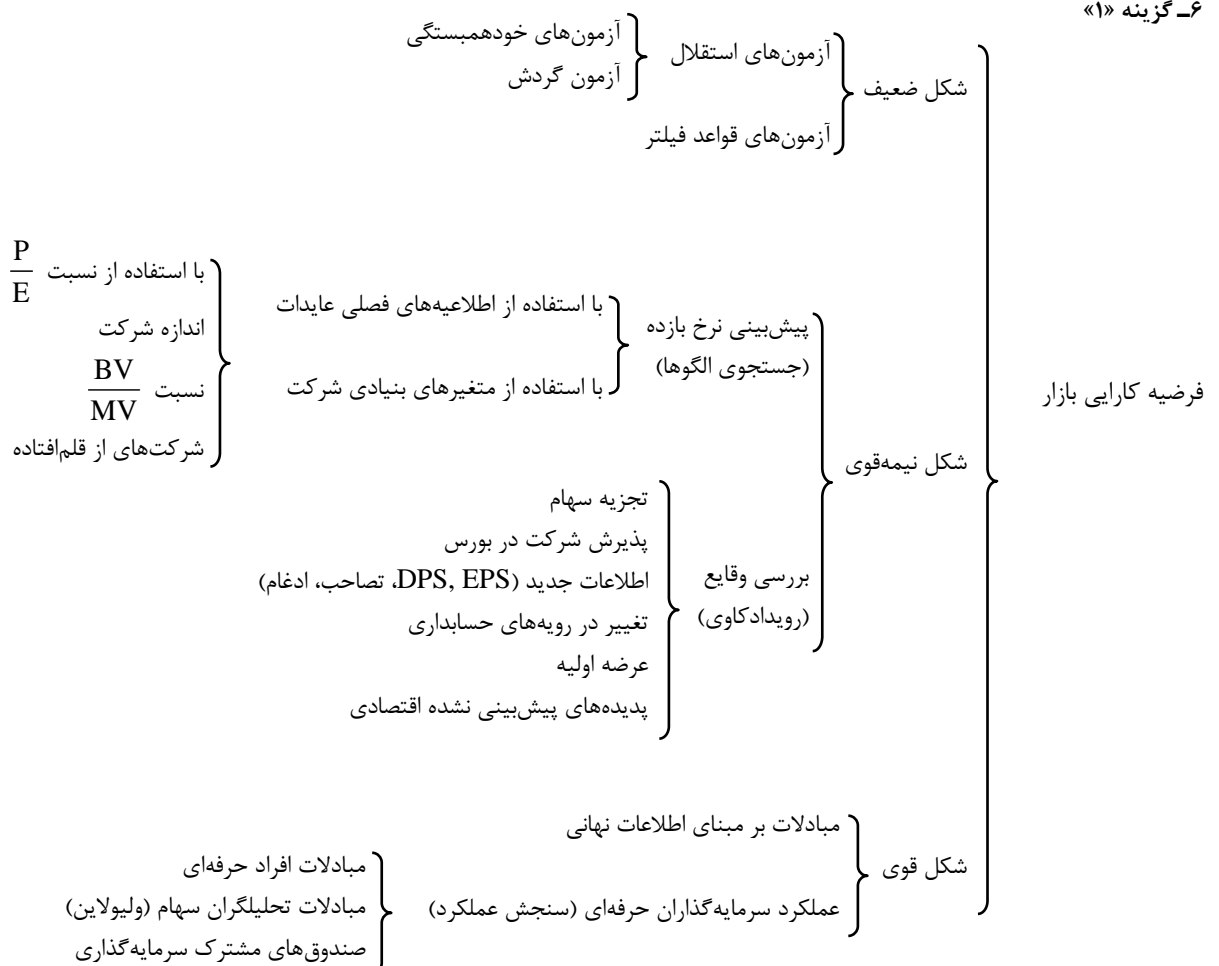 ۶ـ گزینه «۱»
فرضیه کارایی بازار
شکل ضعیف
آزمون‌های استقلال
آزمون‌های خودهمبستگی
آزمون گردش
آزمون‌های قواعد فیلتر
شکل نیمه‌قوی
پیش‌بینی نرخ بازده
(جستجوی الگوها)
با استفاده از اطلاعیه‌های فصلی عایدات
با استفاده از متغیرهای بنیادی شرکت
با استفاده از نسبت P/E
اندازه شرکت
نسبت BV/MV
شرکت‌های از قلم‌افتاده
بررسی وقایع
(رویدادکاوی)
تجزیه سهام
پذیرش شرکت در بورس
اطلاعات جدید (DPS, EPS، تصاحب، ادغام)
تغییر در رویه‌های حسابداری
عرضه اولیه
پدیده‌های پیش‌بینی نشده اقتصادی
شکل قوی
مبادلات بر مبنای اطلاعات نهانی
عملکرد سرمایه‌گذاران حرفه‌ای (سنجش عملکرد)
مبادلات افراد حرفه‌ای
مبادلات تحلیلگران سهام (ولیولاین)
صندوق‌های مشترک سرمایه‌گذاری